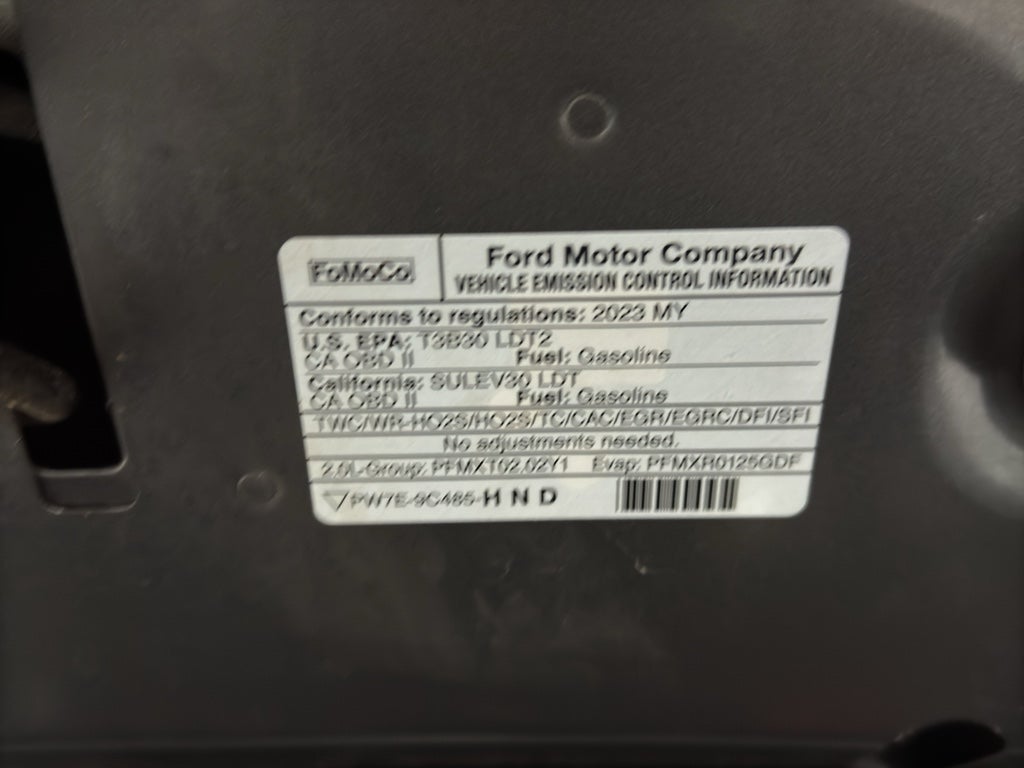 FoMoCo
Ford Motor Company
VEHICLE EMISSION CONTROL INFORMATION
Conforms to regulations: 2023 MY
U.S. EPA: T3B30 LDT2
CA OBD II Fuel: Gasoline
California: SULEV30 LDT
CA OBD II Fuel: Gasoline
TWC/WR-HO2S/HO2S/TC/CAC/EGR/EGRC/DFI/SFI
No adjustments needed.
2.0L-Group: PFMXT02.02Y1 Evap: PFMXR0125GDF
PW7E-9C485-H N D